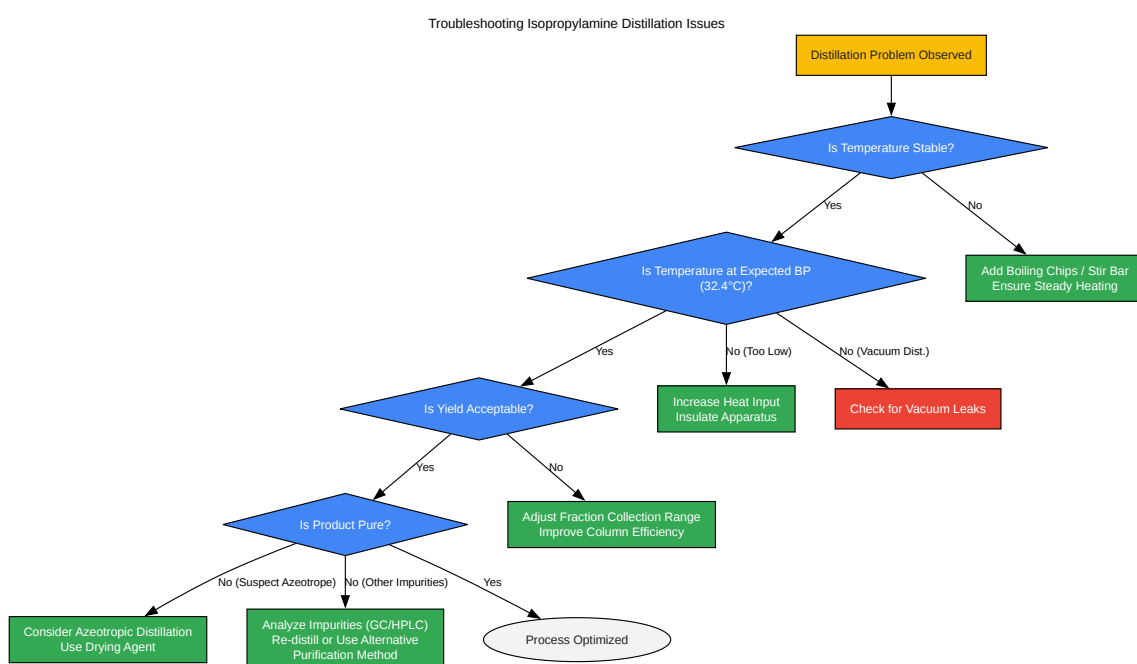 Troubleshooting Isopropylamine Distillation Issues
Distillation Problem Observed
Is Temperature Stable?
Yes
No
Is Temperature at Expected BP
(32.4°C)?
Add Boiling Chips / Stir Bar
Ensure Steady Heating
Yes
No (Too Low)
No (Vacuum Dist.)
Is Yield Acceptable?
Increase Heat Input
Insulate Apparatus
Check for Vacuum Leaks
Yes
No
Is Product Pure?
Adjust Fraction Collection Range
Improve Column Efficiency
No (Suspect Azeotrope)
No (Other Impurities)
Yes
Consider Azeotropic Distillation
Use Drying Agent
Analyze Impurities (GC/HPLC)
Re-distill or Use Alternative
Purification Method
Process Optimized